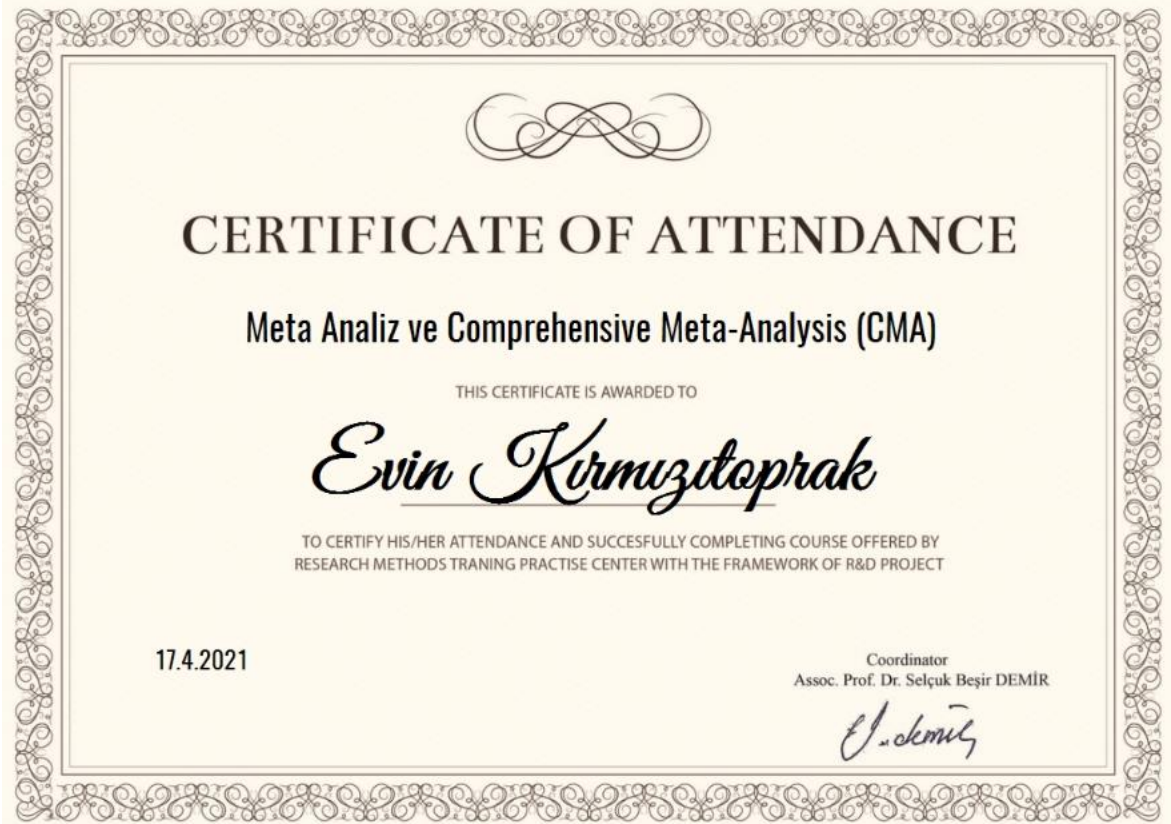 CERTIFICATE OF ATTENDANCE
Meta Analiz ve Comprehensive Meta-Analysis (CMA)
THIS CERTIFICATE IS AWARDED TO
Evin Kırmızıtoprak
TO CERTIFY HIS/HER ATTENDANCE AND SUCCESFULLY COMPLETING COURSE OFFERED BY
RESEARCH METHODS TRANING PRACTISE CENTER WITH THE FRAMEWORK OF R&D PROJECT
17.4.2021
Coordinator
Assoc. Prof. Dr. Selçuk Beşir DEMİR